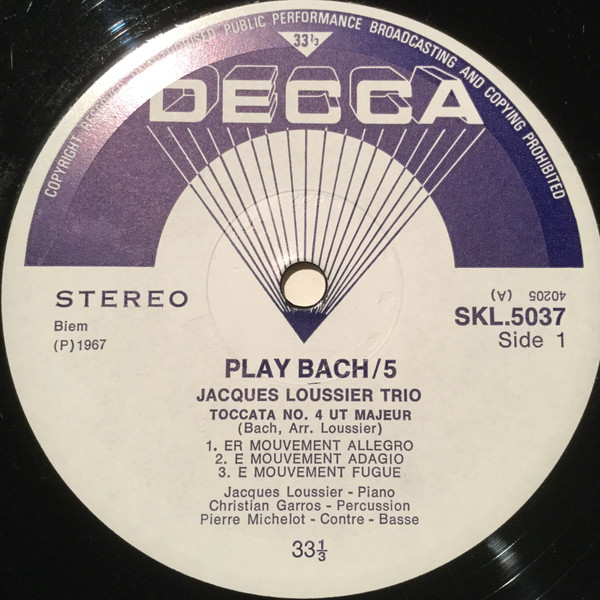 COPYRIGHT RESERVED PUBLIC PERFORMANCE BROADCASTING AND COPYING PROHIBITED
33⅓
DECCA
STEREO
40205 (A)
Biem
SKL.5037
(P)1967
Side 1
PLAY BACH/5
JACQUES LOUSSIER TRIO
TOCCATA NO. 4 UT MAJEUR
(Bach, Arr. Loussier)
1. ER MOUVEMENT ALLEGRO
2. E MOUVEMENT ADAGIO
3. E MOUVEMENT FUGUE
Jacques Loussier - Piano
Christian Garros - Percussion
Pierre Michelot - Contre - Basse
33⅓